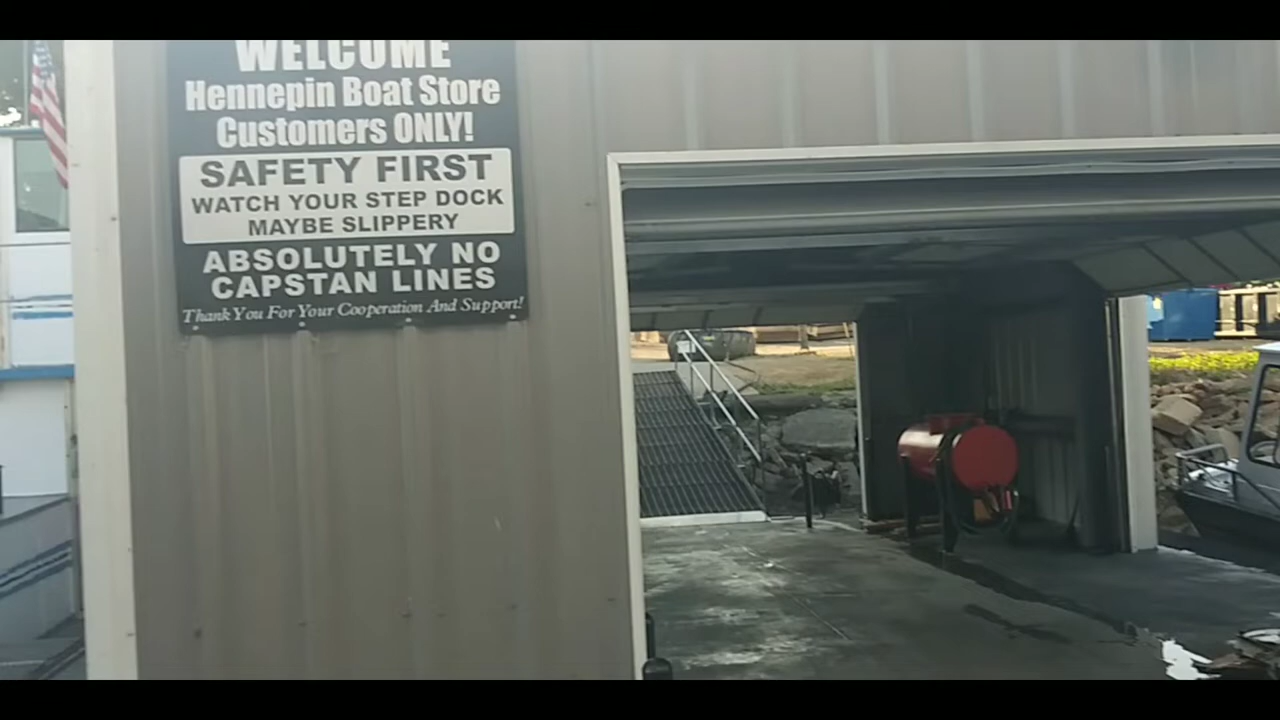 WELCOME
Hennepin Boat Store
Customers ONLY!
SAFETY FIRST
WATCH YOUR STEP DOCK
MAYBE SLIPPERY
ABSOLUTELY NO
CAPSTAN LINES
Thank You For Your Cooperation And Support!